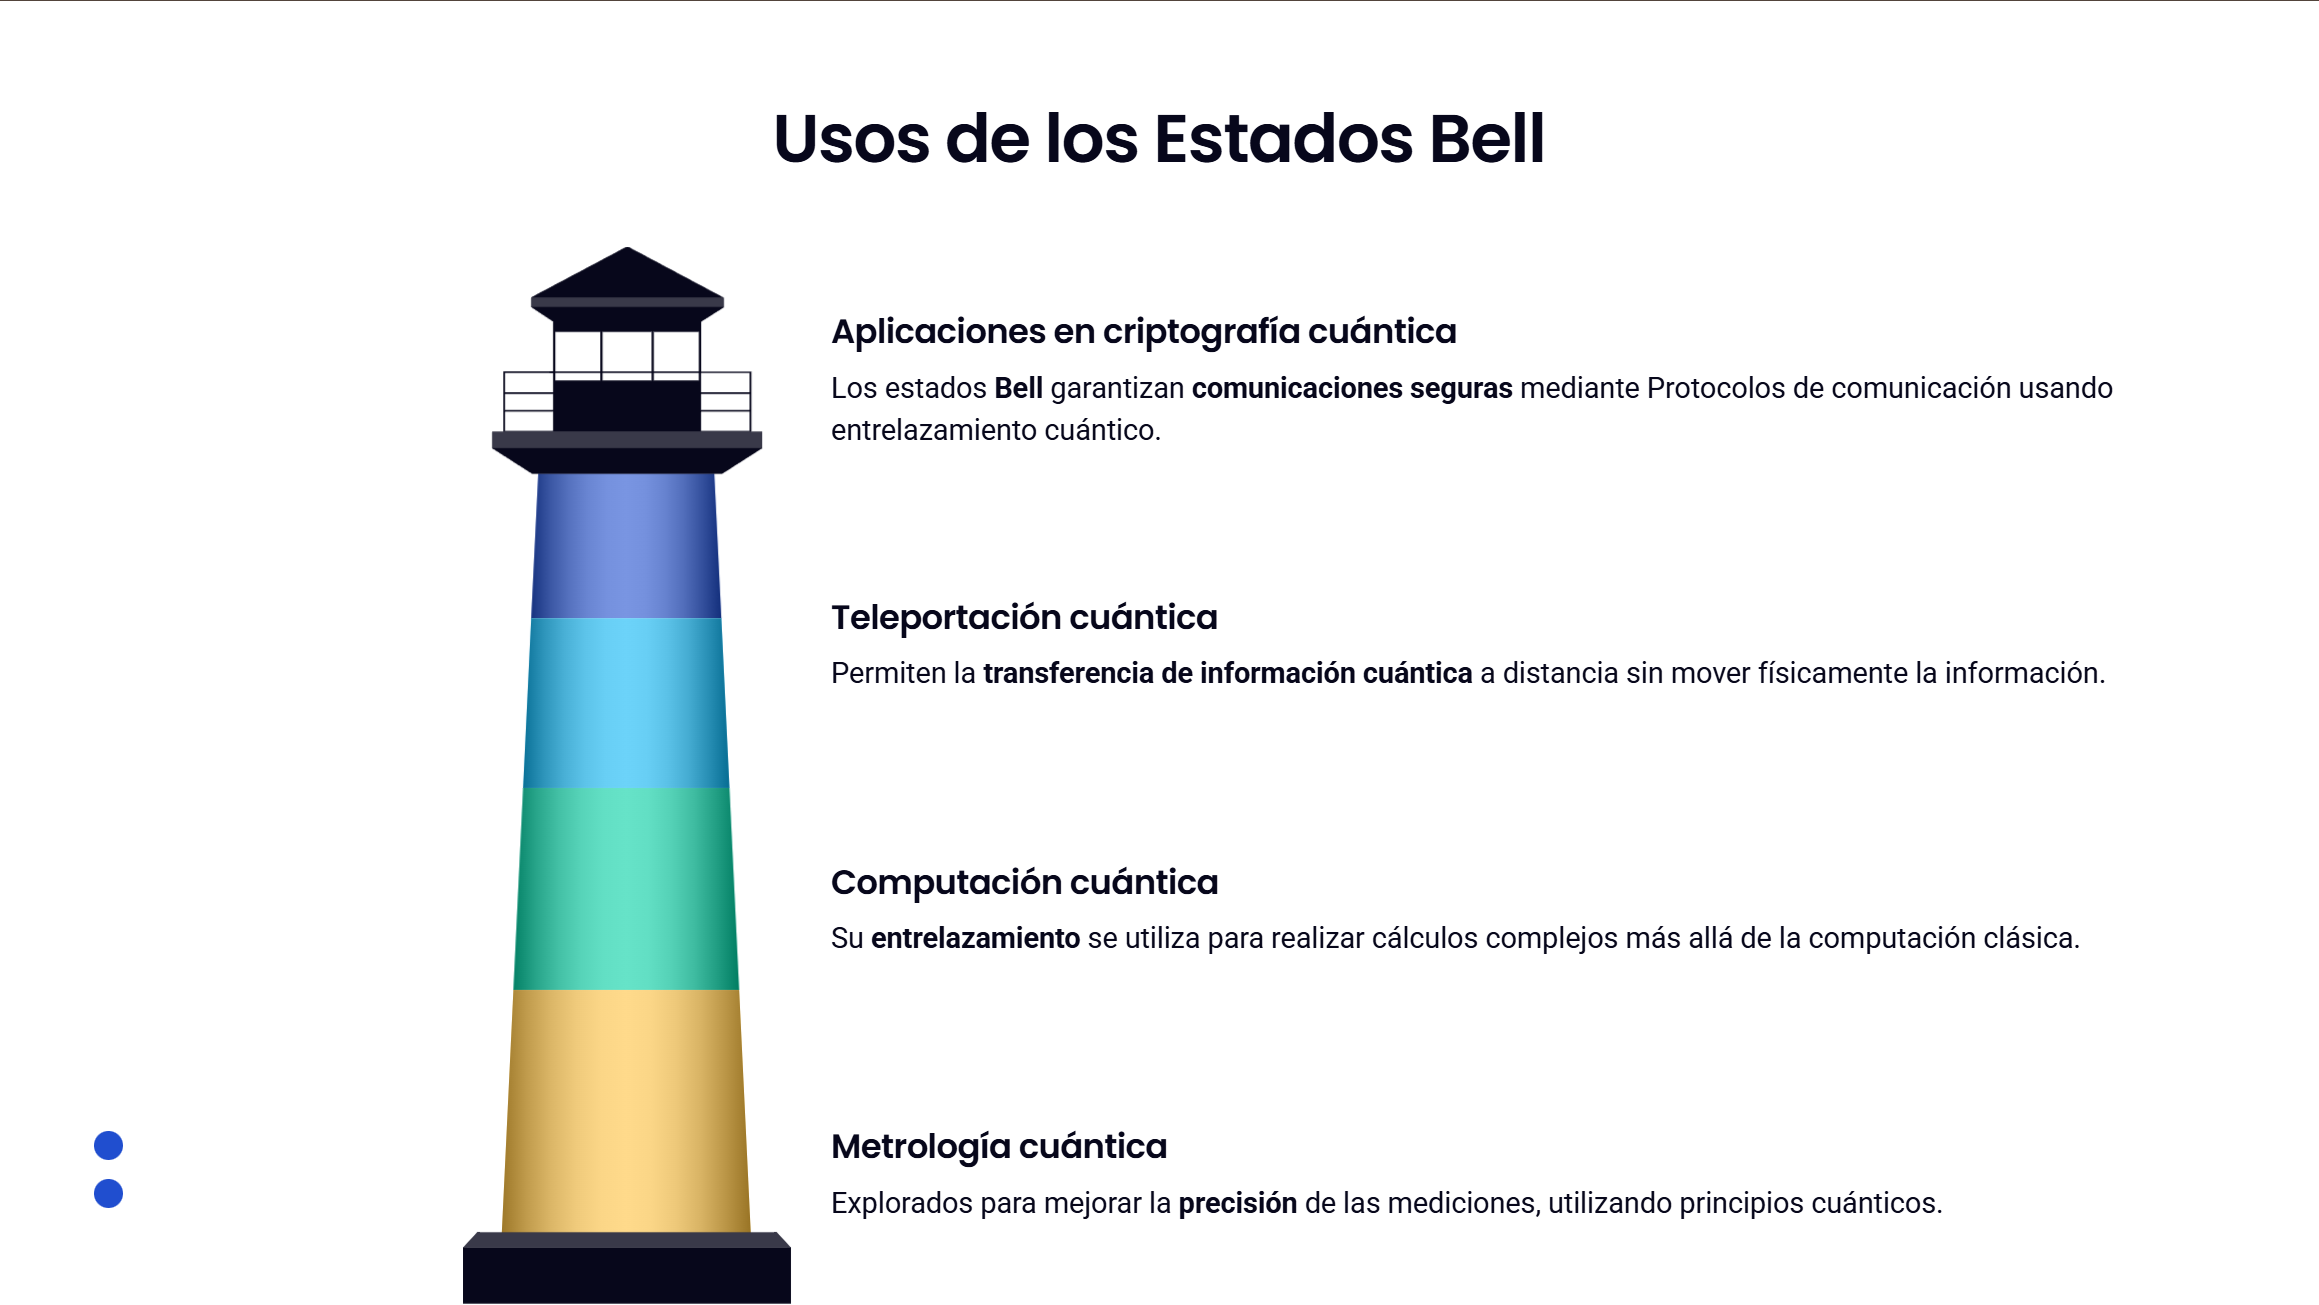 Usos de los Estados Bell
Aplicaciones en criptografía cuántica
Los estados Bell garantizan comunicaciones seguras mediante Protocolos de comunicación usando
entrelazamiento cuántico.
Teleportación cuántica
Permiten la transferencia de información cuántica a distancia sin mover físicamente la información.
Computación cuántica
Su entrelazamiento se utiliza para realizar cálculos complejos más allá de la computación clásica.
Metrología cuántica
Explorados para mejorar la precisión de las mediciones, utilizando principios cuánticos.